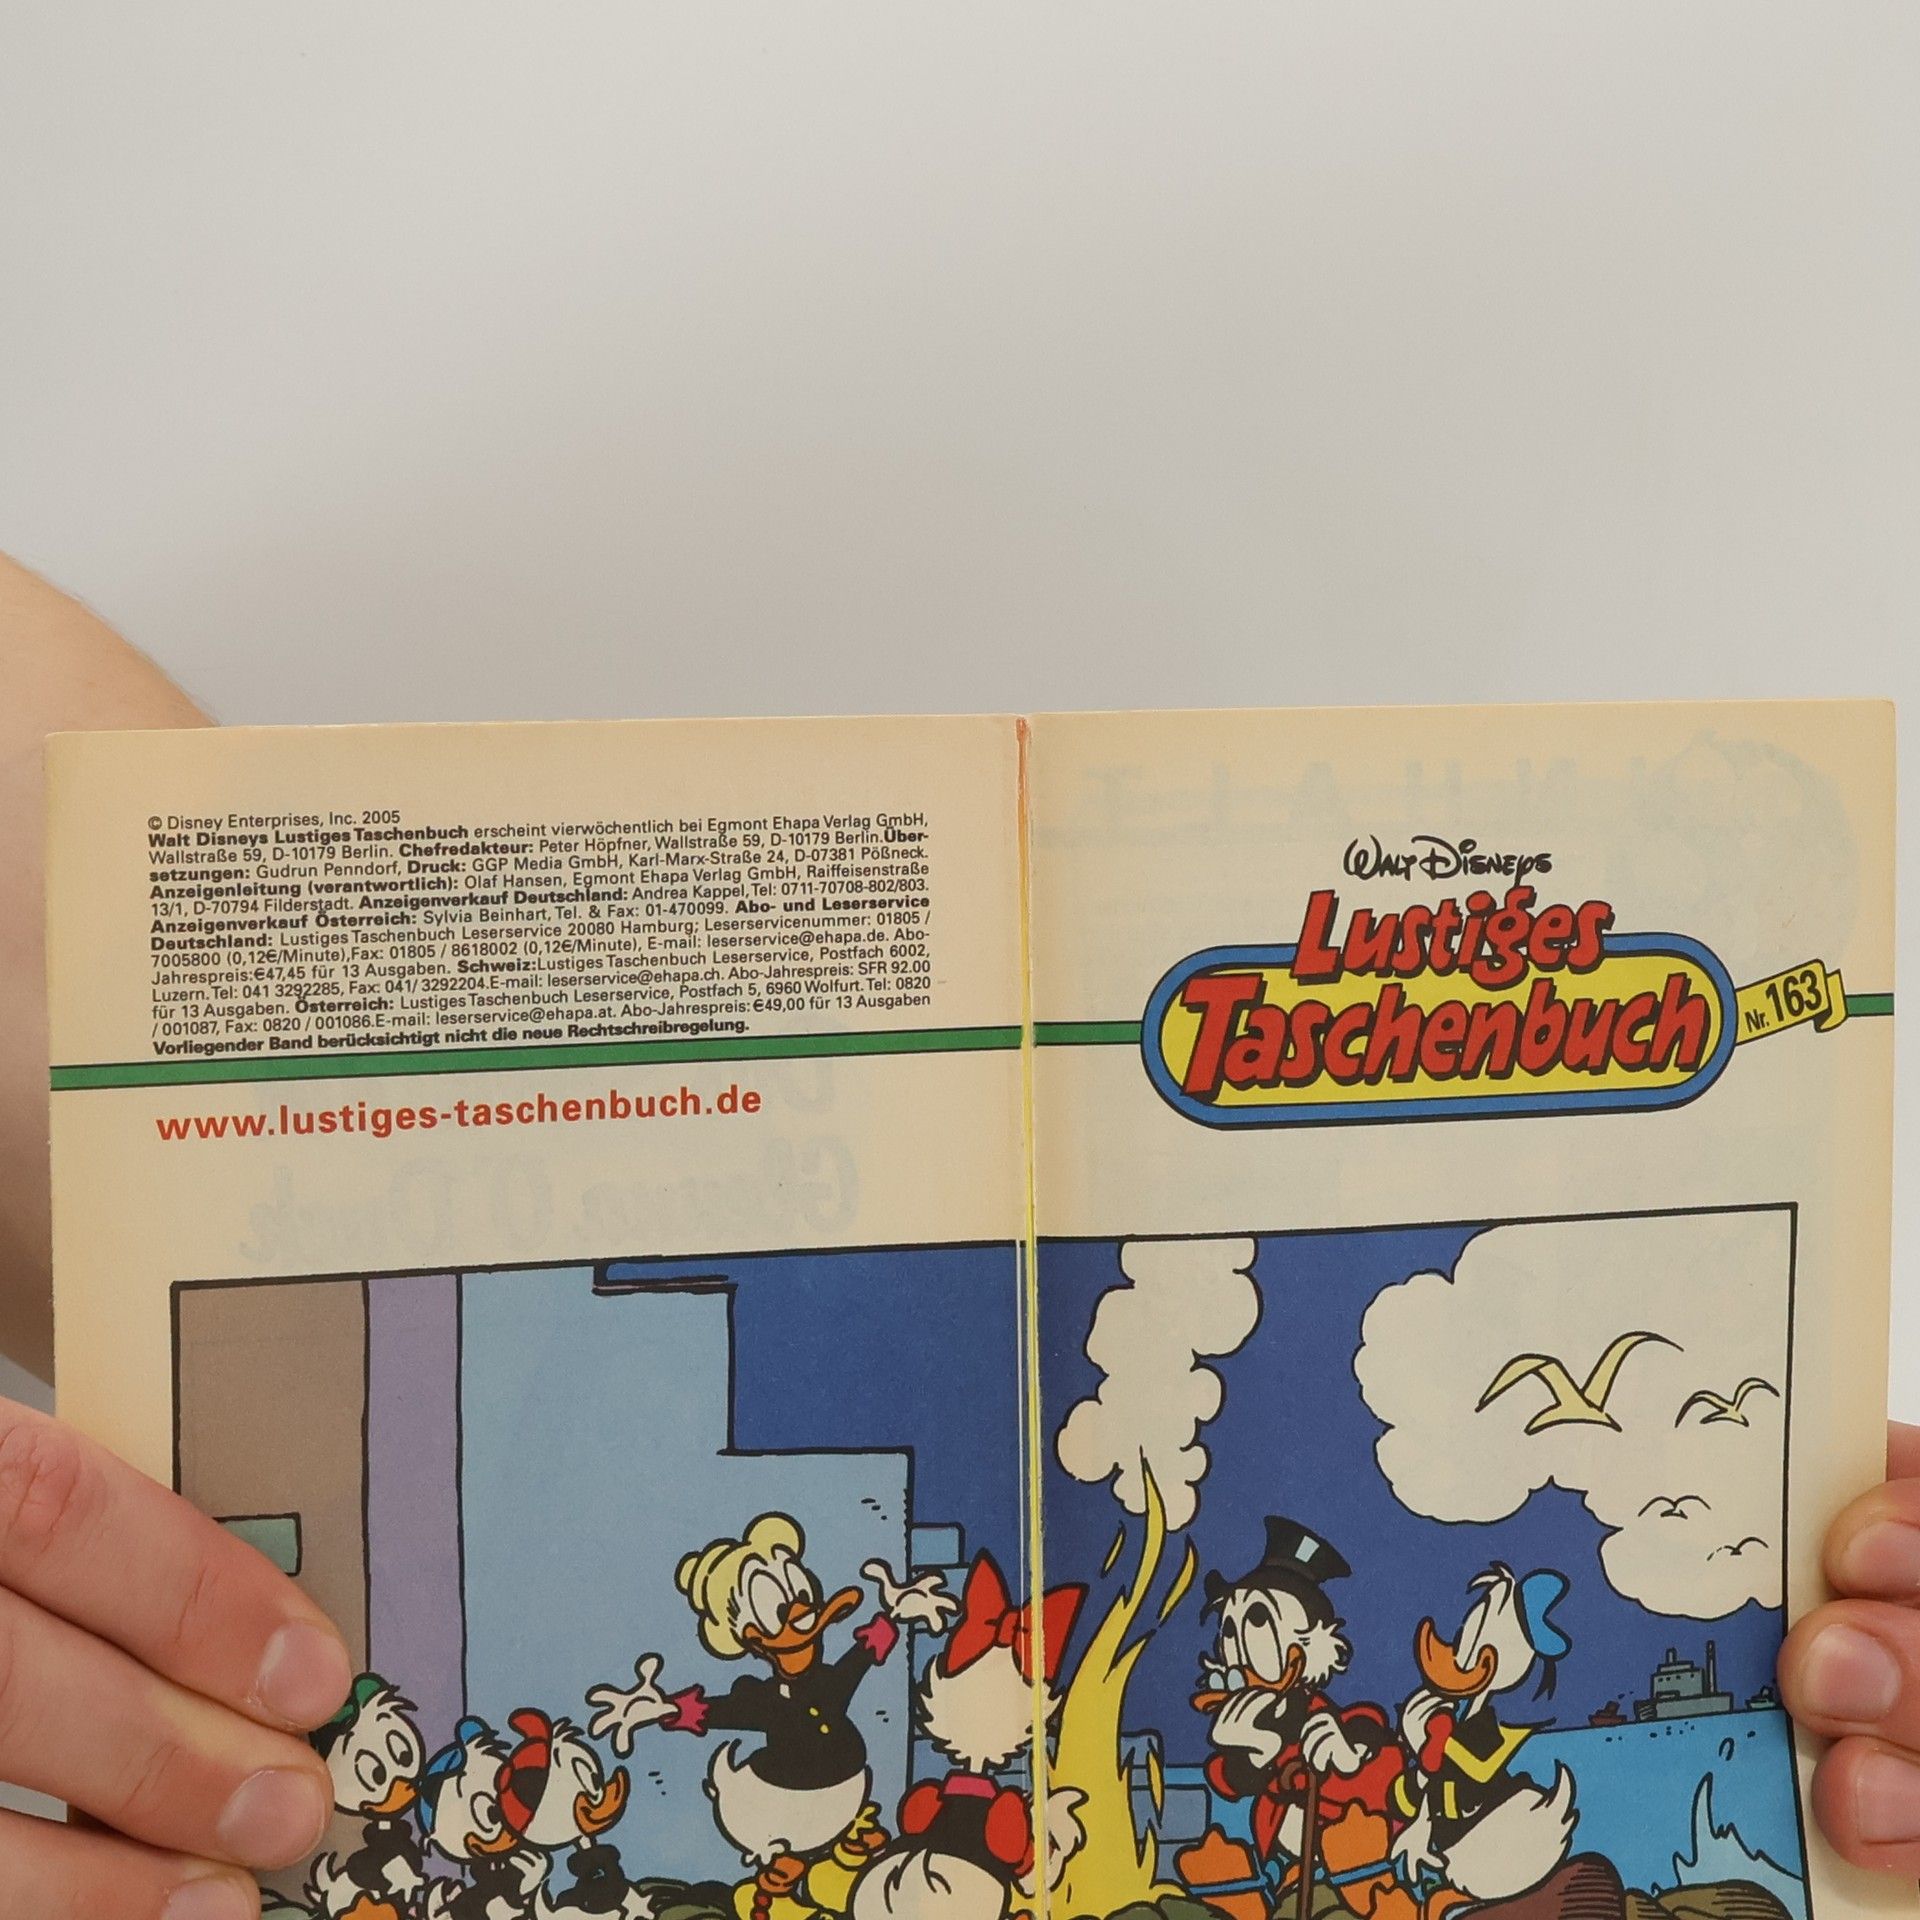 © Disney Enterprises, Inc. 2005
Walt Disneys Lustiges Taschenbuch erscheint vierwöchentlich bei Egmont Ehapa Verlag GmbH,
Wallstraße 59, D-10179 Berlin. Chefredakteur: Peter Höpfner, Wallstraße 59, D-10179 Berlin.Über-
setzungen: Gudrun Penndorf, Druck: GGP Media GmbH, Karl-Marx-Straße 24, D-07381 Pößneck.
Anzeigenleitung (verantwortlich): Olaf Hansen, Egmont Ehapa Verlag GmbH, Raiffeisenstraße
13/1, D-70794 Filderstadt. Anzeigenverkauf Deutschland: Andrea Kappel, Tel: 0711-70708-802/803.
Anzeigenverkauf Österreich: Sylvia Beinhart, Tel. & Fax: 01-470099. Abo- und Leserservice
Deutschland: Lustiges Taschenbuch Leserservice 20080 Hamburg; Leserservicenummer: 01805 /
7005800 (0,12€/Minute),Fax: 01805 / 8618002 (0,12€/Minute), E-mail: leserservice@ehapa.de. Abo-
Jahrespreis:€47,45 für 13 Ausgaben. Schweiz:Lustiges Taschenbuch Leserservice, Postfach 6002,
Luzern. Tel: 041 3292285, Fax: 041/ 3292204.E-mail: leserservice@ehapa.ch. Abo-Jahrespreis: SFR 92.00
für 13 Ausgaben. Österreich: Lustiges Taschenbuch Leserservice, Postfach 5, 6960 Wolfurt. Tel: 0820
/ 001087, Fax: 0820 / 001086.E-mail: leserservice@ehapa.at. Abo-Jahrespreis:€49,00 für 13 Ausgaben
Vorliegender Band berücksichtigt nicht die neue Rechtschreibregelung.
www.lustiges-taschenbuch.de
Walt Disneys
Lustiges
Taschenbuch
Nr. 163